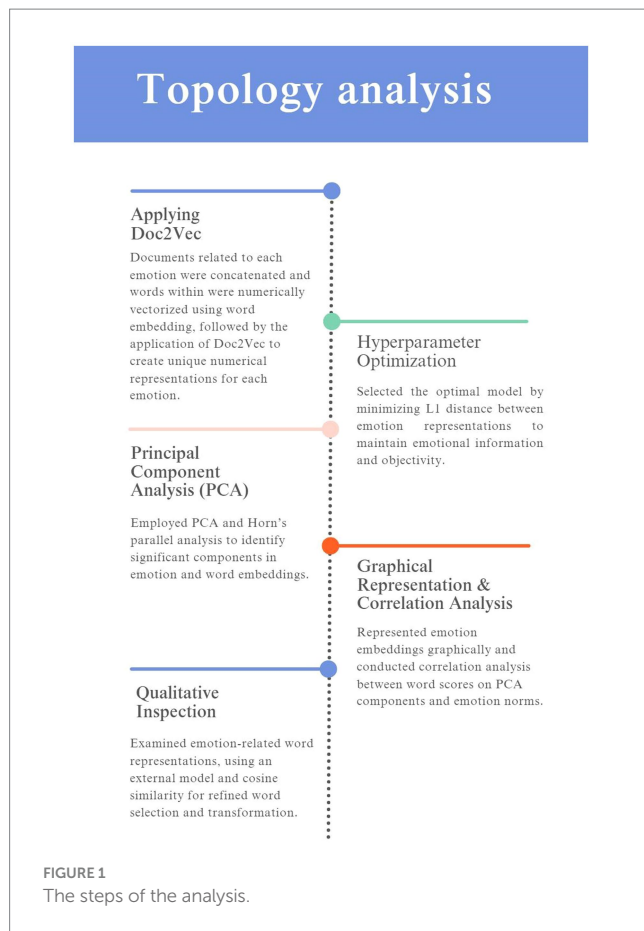 Topology analysis
Applying
Doc2Vec
Documents related to each
emotion were concatenated and
words within were numerically
vectorized using word
embedding, followed by the
application of Doc2Vec to
create unique numerical
representations for each
emotion.
Hyperparameter
Optimization
Selected the optimal model by
minimizing L1 distance between
emotion representations to
maintain emotional information
and objectivity.
Principal
Component
Analysis (PCA)
Employed PCA and Horn's
parallel analysis to identify
significant components in
emotion and word embeddings.
Graphical
Representation &
Correlation Analysis
Represented emotion
embeddings graphically and
conducted correlation analysis
between word scores on PCA
components and emotion norms.
Qualitative
Inspection
Examined emotion-related word
representations, using an
external model and cosine
similarity for refined word
selection and transformation.
FIGURE 1
The steps of the analysis.